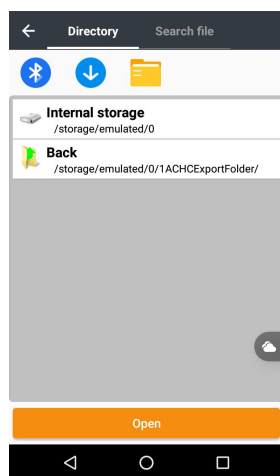 Directory
Search file
Internal storage
/storage/emulated/0
Back
/storage/emulated/0/1ACHCExportFolder/
Open